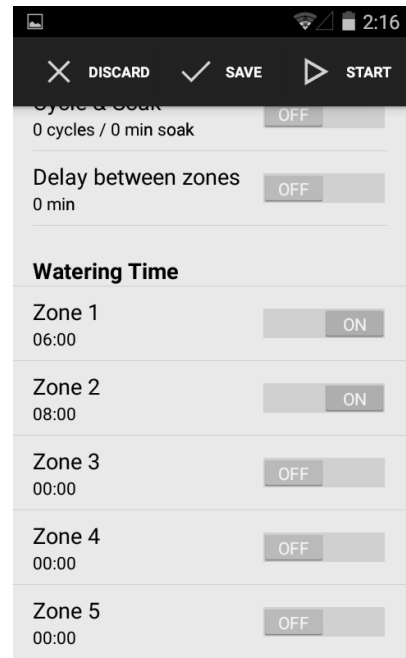 2:16
DISCARD SAVE START
Cycle & Soak
OFF
0 cycles / 0 min soak
Delay between zones
OFF
0 min
Watering Time
Zone 1
ON
06:00
Zone 2
ON
08:00
Zone 3
OFF
00:00
Zone 4
OFF
00:00
Zone 5
OFF
00:00